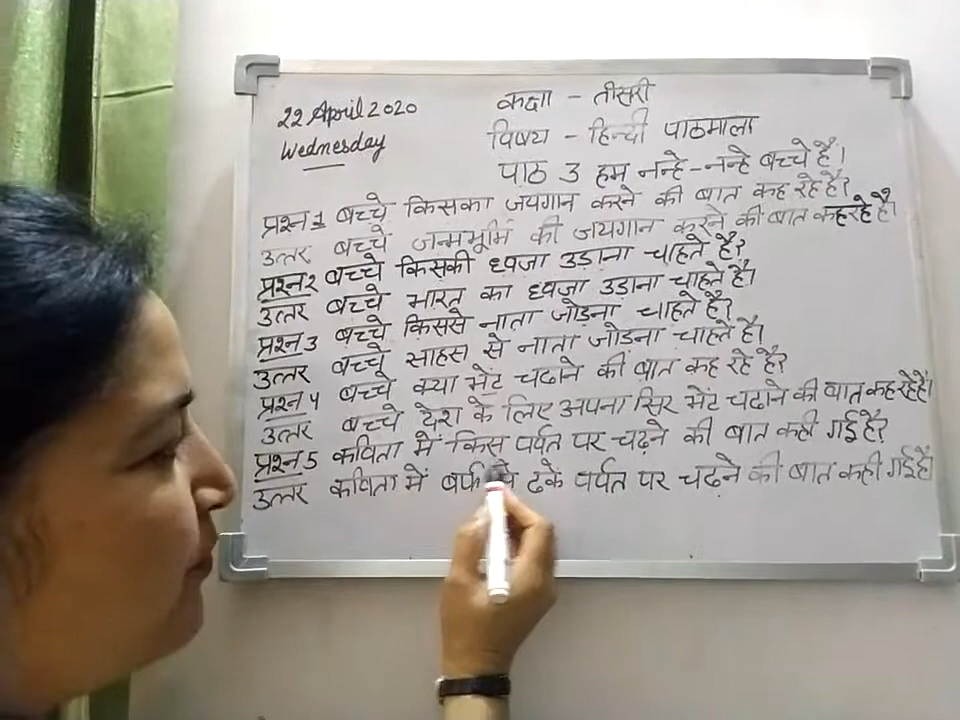 22 April 2020
Wednesday
कक्षा - तीसरी
विषय - हिन्दी पाठमाला
पाठ 3 हम नन्हे-नन्हे बच्चे हैं।
प्रश्न 1 बच्चे किसका जयगान करने की बात कह रहे हैं?
उत्तर बच्चे जन्मभूमि की जयगान करने की बात कह रहे हैं।
प्रश्न 2 बच्चे किसकी ध्वजा उड़ाना चाहते हैं?
उत्तर बच्चे भारत का ध्वजा उड़ाना चाहते हैं।
प्रश्न 3 बच्चे किससे नाता जोड़ना चाहते हैं?
उत्तर बच्चे साहस से नाता जोडना चाहते हैं।
प्रश्न 4 बच्चे क्या भेंट चढाने की बात कह रहे हैं?
उत्तर बच्चे देश के लिए अपना सिर भेंट चढाने की बात कह रहे हैं।
प्रश्न 5 कविता में किस पर्वत पर चढ़ने की बात कही गई है?
उत्तर कविता में बर्फ से ढके पर्वत पर चढ़ने की बात कही गई है।